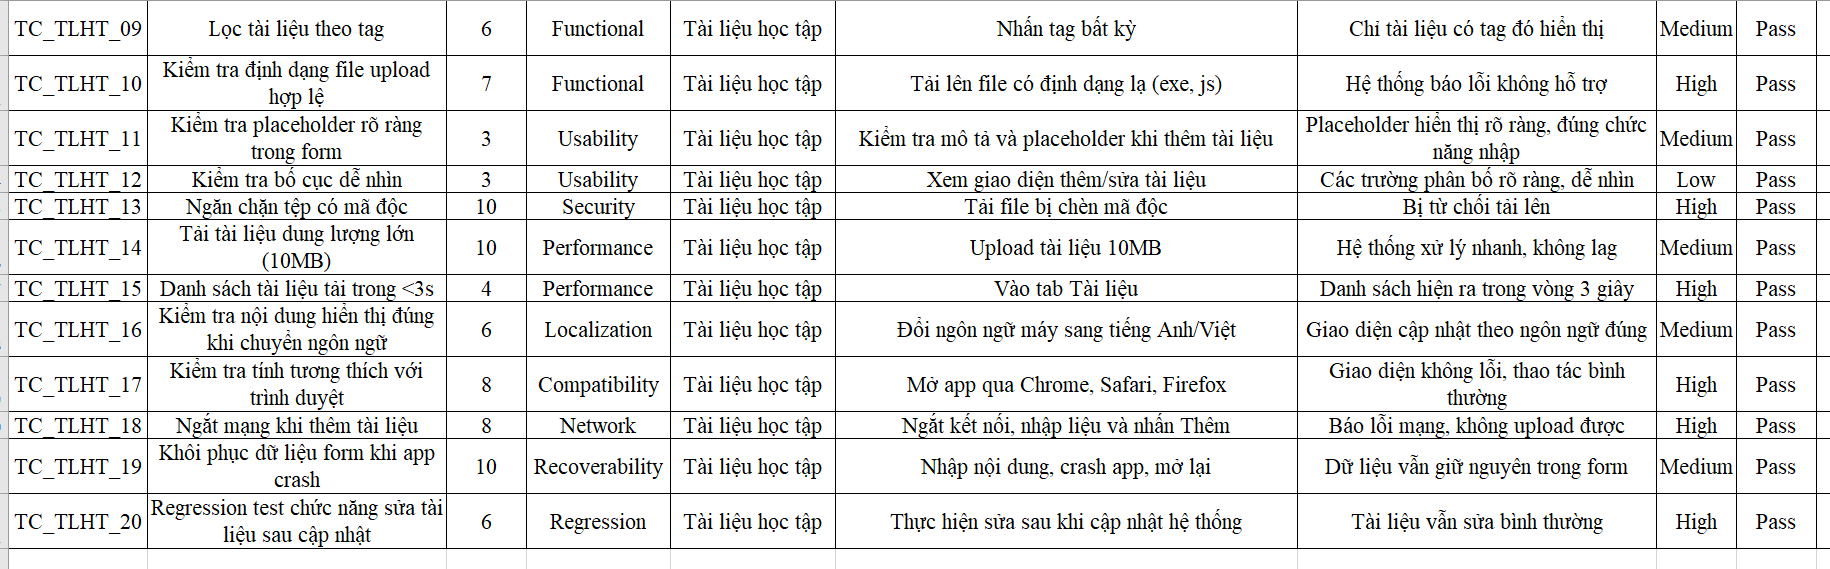 TC_TLHT_09 Lọc tài liệu theo tag 6 Functional Tài liệu học tập Nhấn tag bất kỳ Chỉ tài liệu có tag đó hiển thị Medium Pass
TC_TLHT_10 Kiểm tra định dạng file upload hợp lệ 7 Functional Tài liệu học tập Tải lên file có định dạng lạ (exe, js) Hệ thống báo lỗi không hỗ trợ High Pass
TC_TLHT_11 Kiểm tra placeholder rõ ràng trong form 3 Usability Tài liệu học tập Kiểm tra mô tả và placeholder khi thêm tài liệu Placeholder hiển thị rõ ràng, đúng chức năng nhập Medium Pass
TC_TLHT_12 Kiểm tra bố cục dễ nhìn 3 Usability Tài liệu học tập Xem giao diện thêm/sửa tài liệu Các trường phân bố rõ ràng, dễ nhìn Low Pass
TC_TLHT_13 Ngăn chặn tệp có mã độc 10 Security Tài liệu học tập Tải file bị chèn mã độc Bị từ chối tải lên High Pass
TC_TLHT_14 Tải tài liệu dung lượng lớn (10MB) 10 Performance Tài liệu học tập Upload tài liệu 10MB Hệ thống xử lý nhanh, không lag Medium Pass
TC_TLHT_15 Danh sách tài liệu tải trong <3s 4 Performance Tài liệu học tập Vào tab Tài liệu Danh sách hiện ra trong vòng 3 giây High Pass
TC_TLHT_16 Kiểm tra nội dung hiển thị đúng khi chuyển ngôn ngữ 6 Localization Tài liệu học tập Đổi ngôn ngữ máy sang tiếng Anh/Việt Giao diện cập nhật theo ngôn ngữ đúng Medium Pass
TC_TLHT_17 Kiểm tra tính tương thích với trình duyệt 8 Compatibility Tài liệu học tập Mở app qua Chrome, Safari, Firefox Giao diện không lỗi, thao tác bình thường High Pass
TC_TLHT_18 Ngắt mạng khi thêm tài liệu 8 Network Tài liệu học tập Ngắt kết nối, nhập liệu và nhấn Thêm Báo lỗi mạng, không upload được High Pass
TC_TLHT_19 Khôi phục dữ liệu form khi app crash 10 Recoverability Tài liệu học tập Nhập nội dung, crash app, mở lại Dữ liệu vẫn giữ nguyên trong form Medium Pass
TC_TLHT_20 Regression test chức năng sửa tài liệu sau cập nhật 6 Regression Tài liệu học tập Thực hiện sửa sau khi cập nhật hệ thống Tài liệu vẫn sửa bình thường High Pass